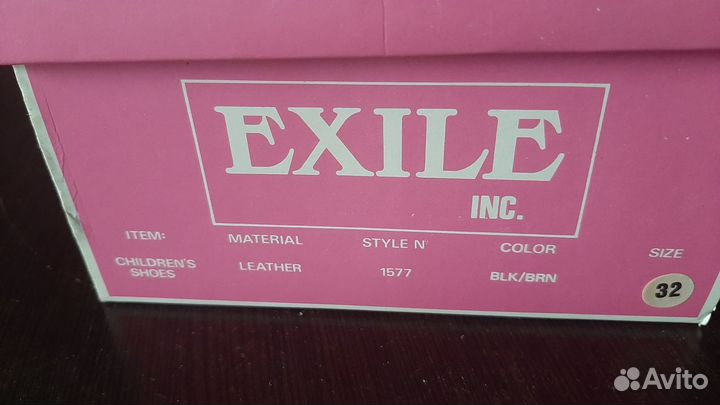 EXILE
INC.
ITEM: MATERIAL STYLE N° COLOR SIZE
CHILDREN'S SHOES LEATHER 1577 BLK/BRN 32
Avito